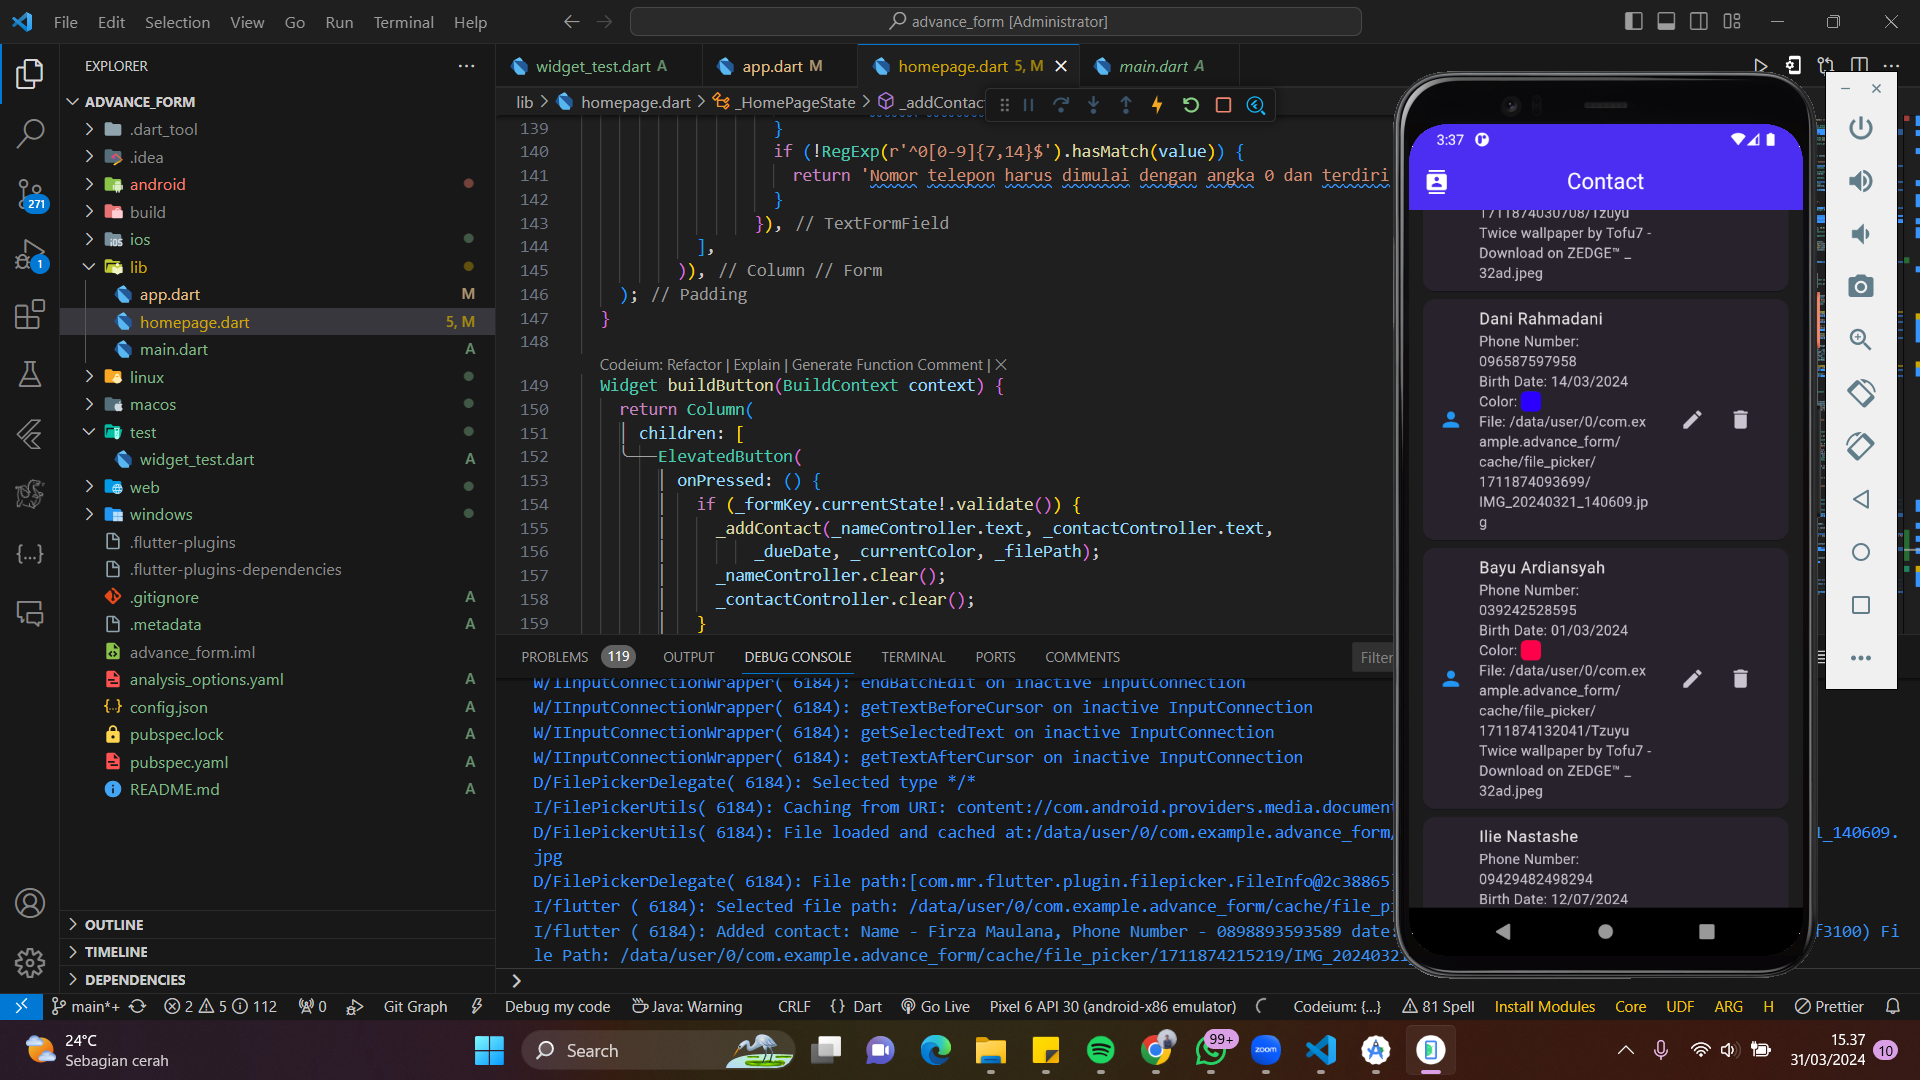 File Edit Selection View Go Run Terminal Help
advance_form [Administrator]
EXPLORER
ADVANCE_FORM
.dart_tool
.idea
android
build
ios
lib
app.dart M
homepage.dart 5, M
main.dart A
linux
macos
test
widget_test.dart A
web
windows
.flutter-plugins
.flutter-plugins-dependencies
.gitignore A
.metadata A
advance_form.iml
analysis_options.yaml A
config.json A
pubspec.lock A
pubspec.yaml A
README.md A
OUTLINE
TIMELINE
DEPENDENCIES
271
1
widget_test.dart A
app.dart M
homepage.dart 5, M
main.dart A
lib > homepage.dart > _HomePageState > _addContac
139 }
140 if (!RegExp(r'^0[0-9]{7,14}$').hasMatch(value)) {
141 return 'Nomor telepon harus dimulai dengan angka 0 dan terdiri
142 }
143 }), // TextFormField
144 ],
145 )), // Column // Form
146 ); // Padding
147 }
148
Codeium: Refactor | Explain | Generate Function Comment | X
149 Widget buildButton(BuildContext context) {
150 return Column(
151 children: [
152 ElevatedButton(
153 onPressed: () {
154 if (_formKey.currentState!.validate()) {
155 _addContact(_nameController.text, _contactController.text,
156 _dueDate, _currentColor, _filePath);
157 _nameController.clear();
158 _contactController.clear();
159 }
PROBLEMS 119 OUTPUT DEBUG CONSOLE TERMINAL PORTS COMMENTS
Filter
W/IInputConnectionWrapper( 6184): endBatchEdit on inactive InputConnection
W/IInputConnectionWrapper( 6184): getTextBeforeCursor on inactive InputConnection
W/IInputConnectionWrapper( 6184): getSelectedText on inactive InputConnection
W/IInputConnectionWrapper( 6184): getTextAfterCursor on inactive InputConnection
D/FilePickerDelegate( 6184): Selected type */*
I/FilePickerUtils( 6184): Caching from URI: content://com.android.providers.media.document
D/FilePickerUtils( 6184): File loaded and cached at:/data/user/0/com.example.advance_form/ 1_140609.
jpg
D/FilePickerDelegate( 6184): File path:[com.mr.flutter.plugin.filepicker.FileInfo@2c38865]
I/flutter ( 6184): Selected file path: /data/user/0/com.example.advance_form/cache/file_pi
I/flutter ( 6184): Added contact: Name - Firza Maulana, Phone Number - 0898893593589 date: f3100) Fi
le Path: /data/user/0/com.example.advance_form/cache/file_picker/1711874215219/IMG_2024032
3:37
Contact
1711874030708/Tzuyu
Twice wallpaper by Tofu7 -
Download on ZEDGE™ _
32ad.jpeg
Dani Rahmadani
Phone Number:
096587597958
Birth Date: 14/03/2024
Color:
File: /data/user/0/com.ex
ample.advance_form/
cache/file_picker/
1711874093699/
IMG_20240321_140609.jp
g
Bayu Ardiansyah
Phone Number:
039242528595
Birth Date: 01/03/2024
Color:
File: /data/user/0/com.ex
ample.advance_form/
cache/file_picker/
1711874132041/Tzuyu
Twice wallpaper by Tofu7 -
Download on ZEDGE™ _
32ad.jpeg
Ilie Nastashe
Phone Number:
09429482498294
Birth Date: 12/07/2024
main*+ 2 5 112 0 Git Graph Debug my code Java: Warning CRLF {} Dart Go Live Pixel 6 API 30 (android-x86 emulator) Codeium: {...} 81 Spell Install Modules Core UDF ARG H Prettier
24°C
Sebagian cerah
Search
99+
zoom
15.37
31/03/2024
10